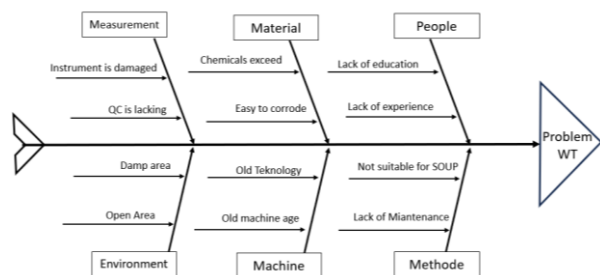 Measurement
Material
People
Instrument is damaged
Chemicals exceed
Lack of education
QC is lacking
Easy to corrode
Lack of experience
Problem
WT
Damp area
Old Teknology
Not suitable for SOUP
Open Area
Old machine age
Lack of Miantenance
Environment
Machine
Methode